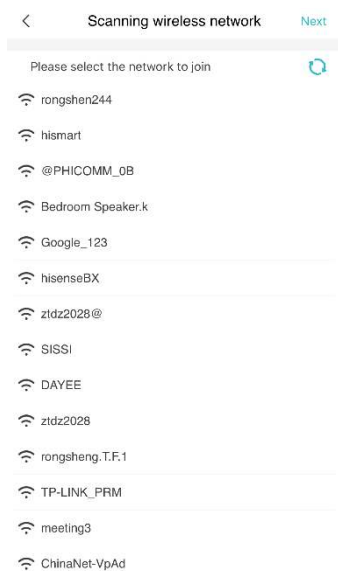 Scanning wireless network Next
Please select the network to join
rongshen244
hismart
@PHICOMM_0B
Bedroom Speaker.k
Google_123
hisenseBX
ztdz2028@
SISSI
DAYEE
ztdz2028
rongsheng.T.F.1
TP-LINK_PRM
meeting3
ChinaNet-VpAd